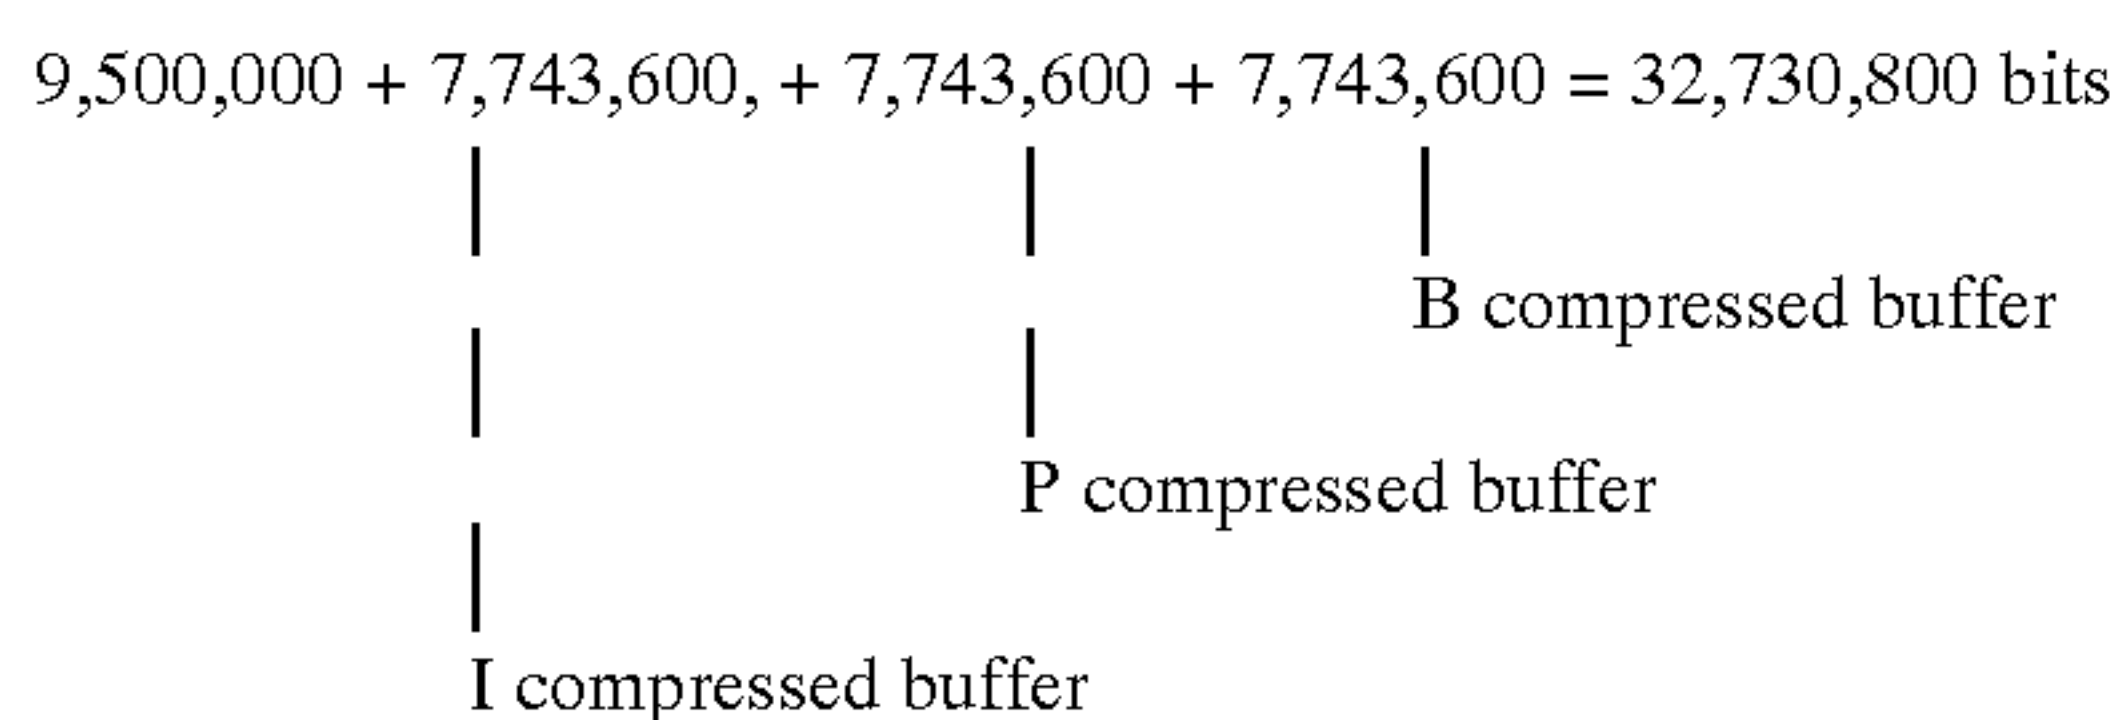 9,500,000 + 7,743,600, + 7,743,600 + 7,743,600 = 32,730,800 bits
B compressed buffer
P compressed buffer
I compressed buffer